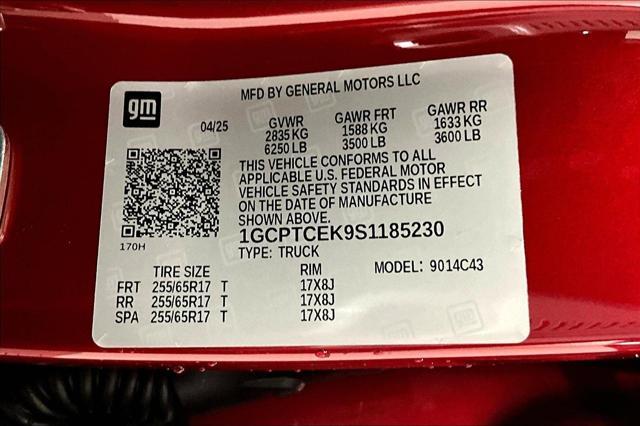 MFD BY GENERAL MOTORS LLC
gm
04/25 GVWR GAWR FRT GAWR RR
2835 KG 1588 KG 1633 KG
6250 LB 3500 LB 3600 LB
THIS VEHICLE CONFORMS TO ALL
APPLICABLE U.S. FEDERAL MOTOR
VEHICLE SAFETY STANDARDS IN EFFECT
ON THE DATE OF MANUFACTURE
SHOWN ABOVE.
170H
1GCPTCEK9S1185230
TYPE: TRUCK
MODEL: 9014C43
TIRE SIZE RIM
FRT 255/65R17 T 17X8J
RR 255/65R17 T 17X8J
SPA 255/65R17 T 17X8J